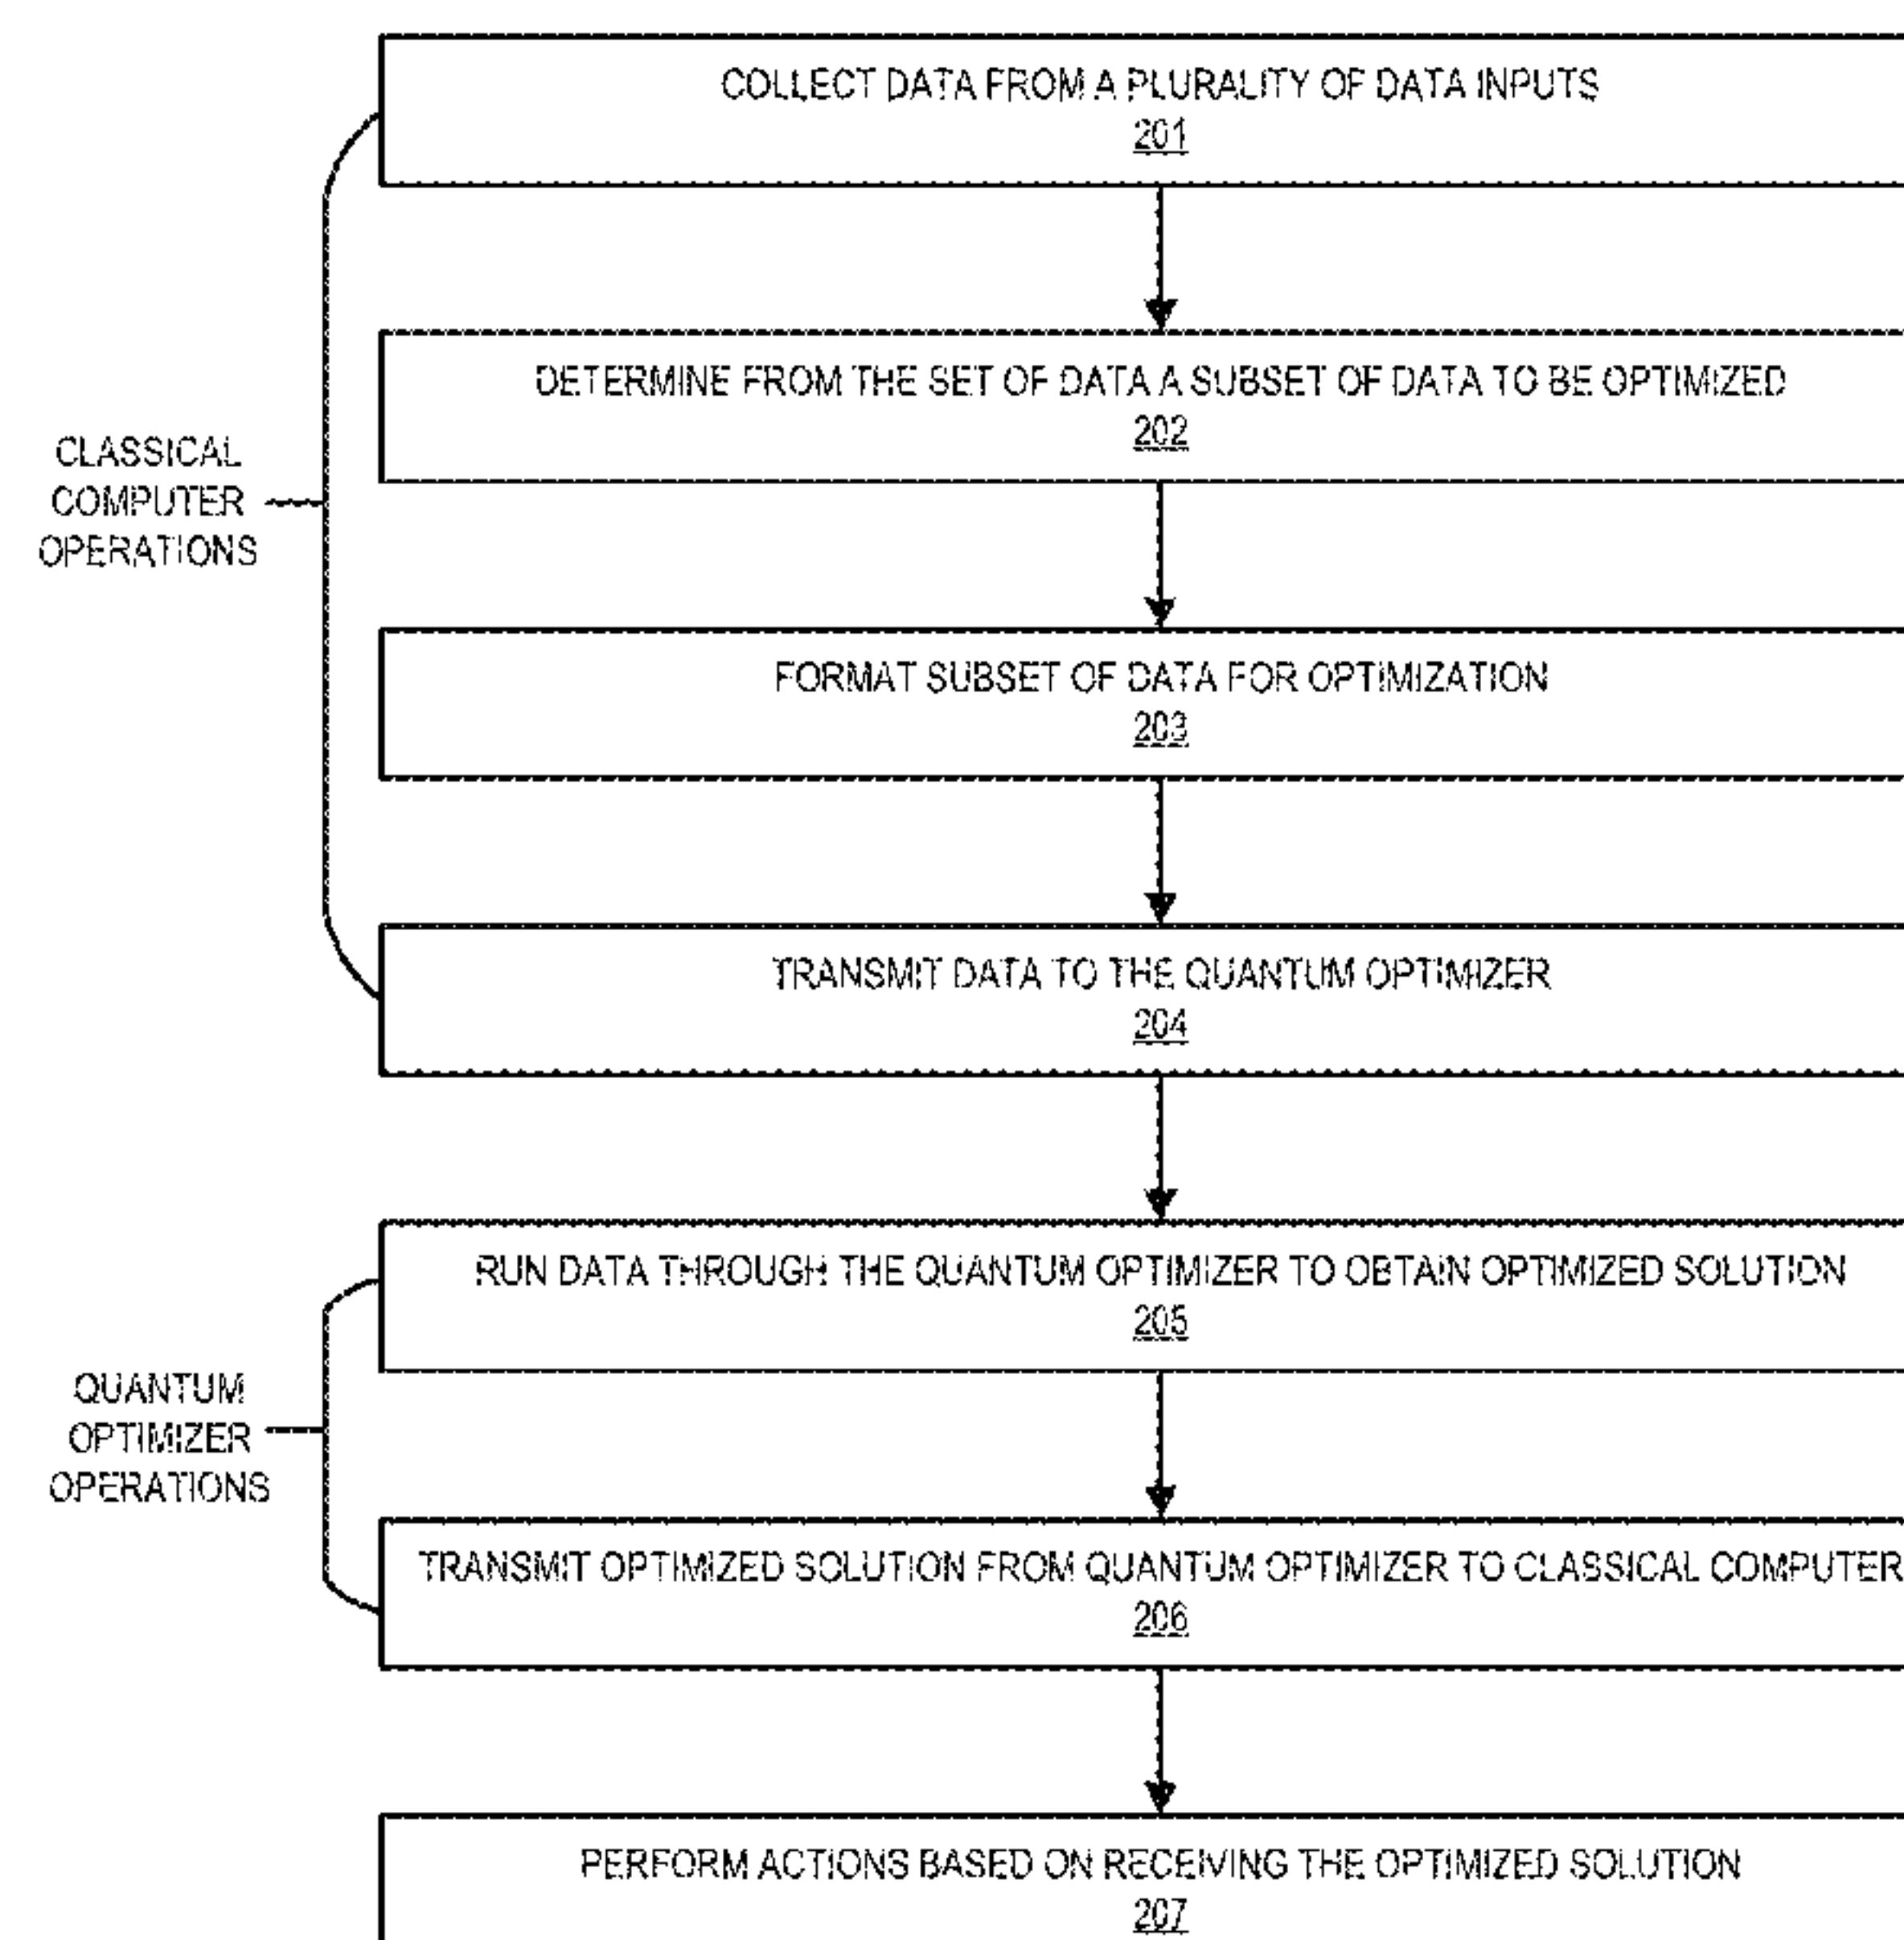 COLLECT DATA FROM A PLURALITY OF DATA INPUTS
201
DETERMINE FROM THE SET OF DATA A SUBSET OF DATA TO BE OPTIMIZED
202
CLASSICAL
COMPUTER
OPERATIONS
FORMAT SUBSET OF DATA FOR OPTIMIZATION
203
TRANSMIT DATA TO THE QUANTUM OPTIMIZER
204
RUN DATA THROUGH THE QUANTUM OPTIMIZER TO OBTAIN OPTIMIZED SOLUTION
205
QUANTUM
OPTIMIZER
OPERATIONS
TRANSMIT OPTIMIZED SOLUTION FROM QUANTUM OPTIMIZER TO CLASSICAL COMPUTER
206
PERFORM ACTIONS BASED ON RECEIVING THE OPTIMIZED SOLUTION
207